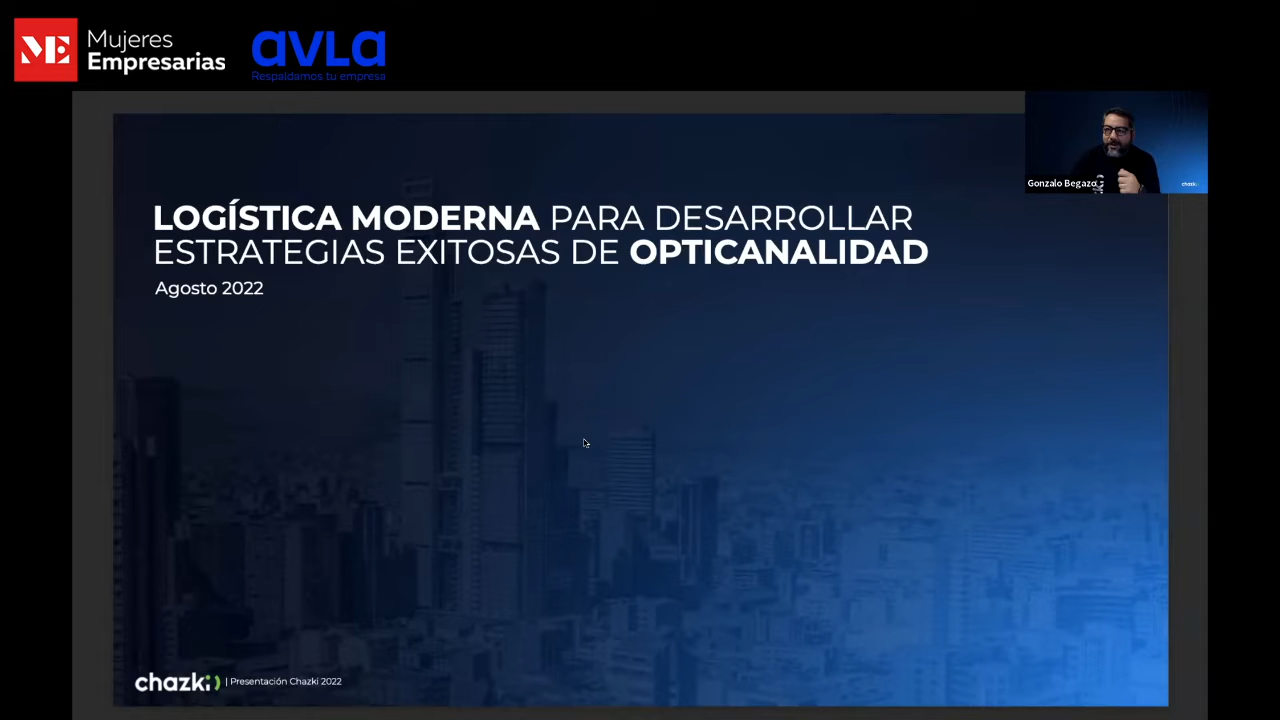 ME Mujeres
Empresarias
avla
Respaldamos tu empresa
Gonzalo Begazo
chazki
LOGÍSTICA MODERNA PARA DESARROLLAR
ESTRATEGIAS EXITOSAS DE OPTICANALIDAD
Agosto 2022
chazki | Presentación Chazki 2022